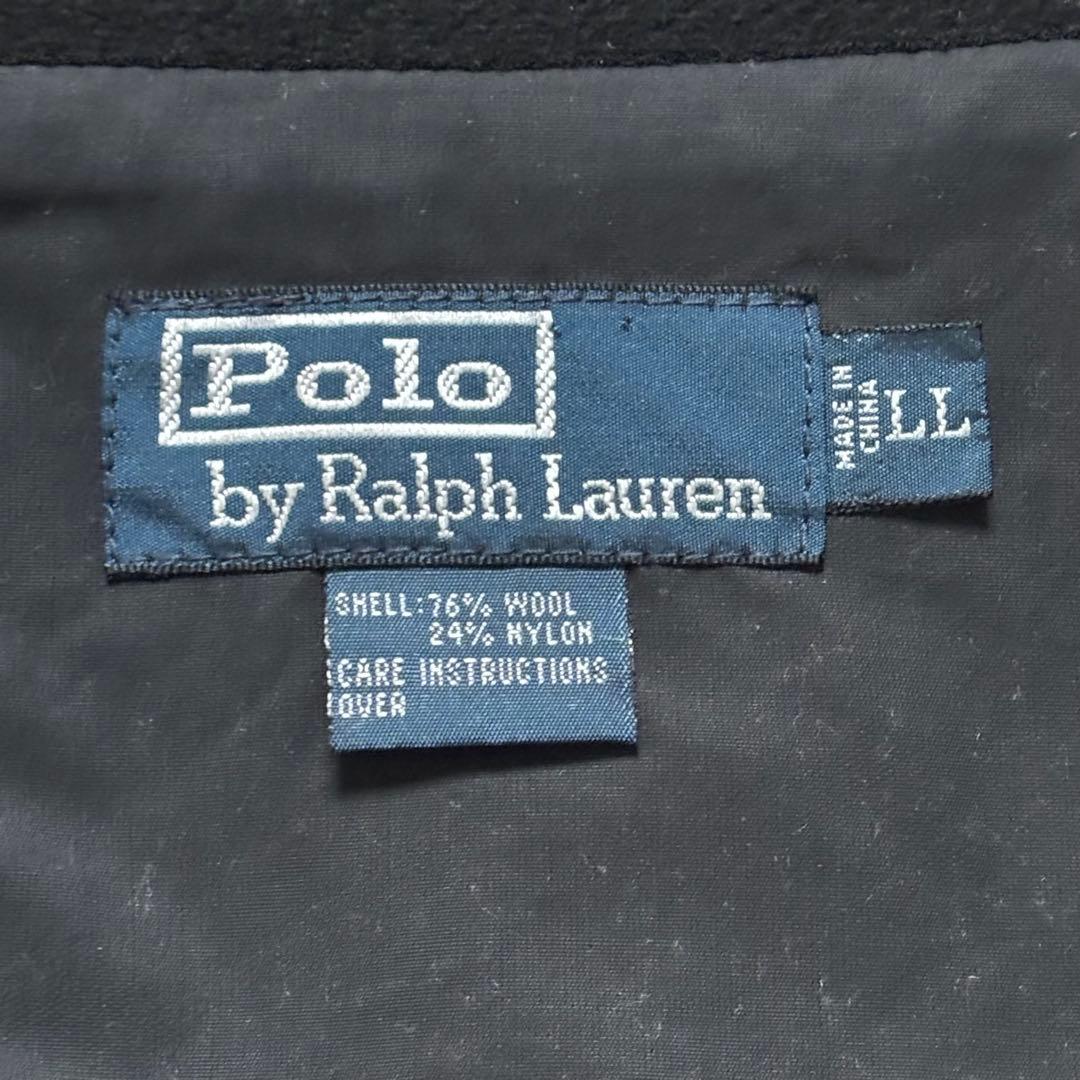 Polo
by Ralph Lauren
MADE IN
CHINA
LL
SHELL:76% WOOL
24% NYLON
CARE INSTRUCTIONS
OVER